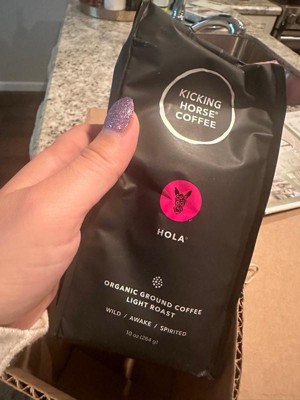 KICKING
HORSE®
COFFEE
HOLA®
ORGANIC GROUND COFFEE
LIGHT ROAST
WILD / AWAKE / SPIRITED
10 oz (284 g)